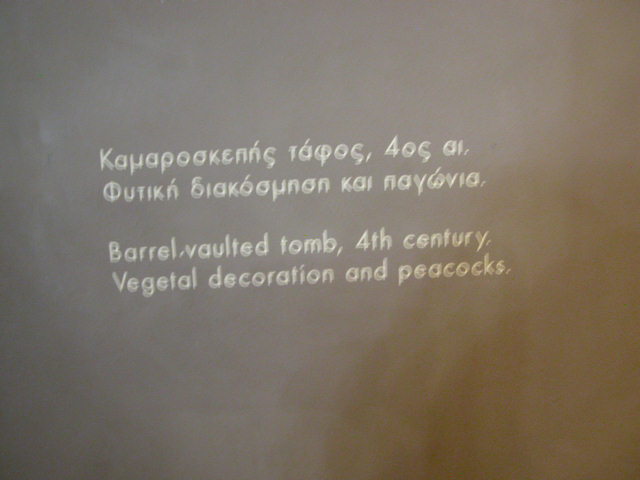 Καμαροσκεπής τάφος, 4ος αι.
Φυτική διακόσμηση και παγώνια.
Barrel-vaulted tomb, 4th century.
Vegetal decoration and peacocks.